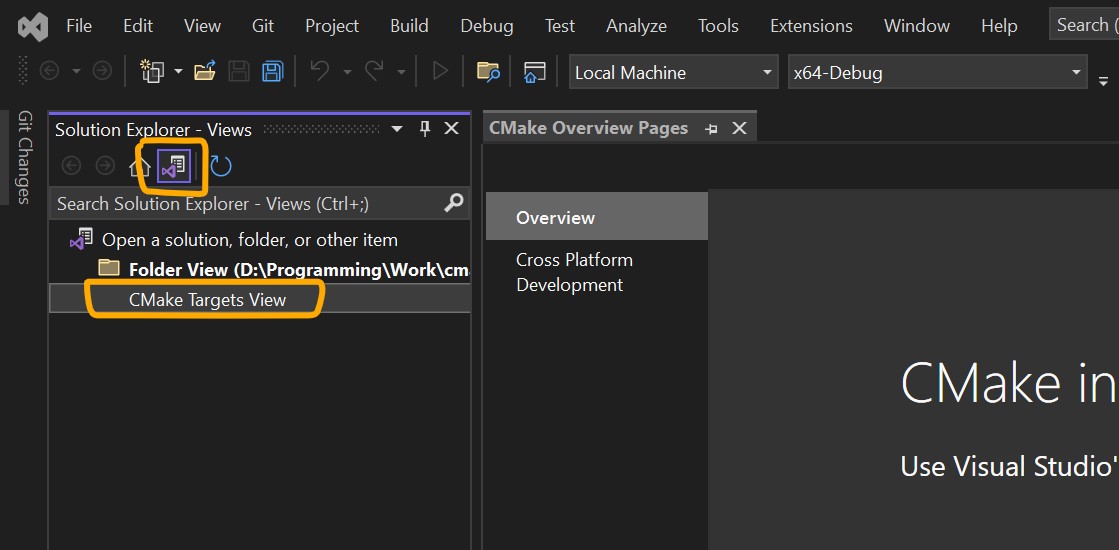 File Edit View Git Project Build Debug Test Analyze Tools Extensions Window Help Search (
Local Machine x64-Debug
Git Changes
Solution Explorer - Views
CMake Overview Pages
Search Solution Explorer - Views (Ctrl+;)
Open a solution, folder, or other item
Folder View (D:\Programming\Work\cm
CMake Targets View
Overview
Cross Platform
Development
CMake in
Use Visual Studio'